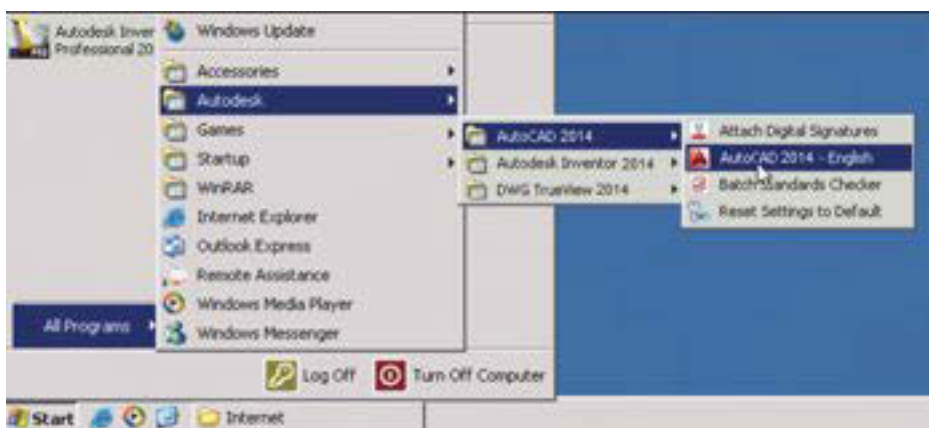 Autodesk Inver
Professional 20
Windows Update
Accessories
Autodesk
Games
Startup
WinRAR
Internet Explorer
Outlook Express
Remote Assistance
Windows Media Player
Windows Messenger
AutoCAD 2014
Autodesk Inventor 2014
DWG TrueView 2014
Attach Digital Signatures
AutoCAD 2014 - English
Batch Standards Checker
Reset Settings to Default
All Programs
Log Off
Turn Off Computer
Start
Internet